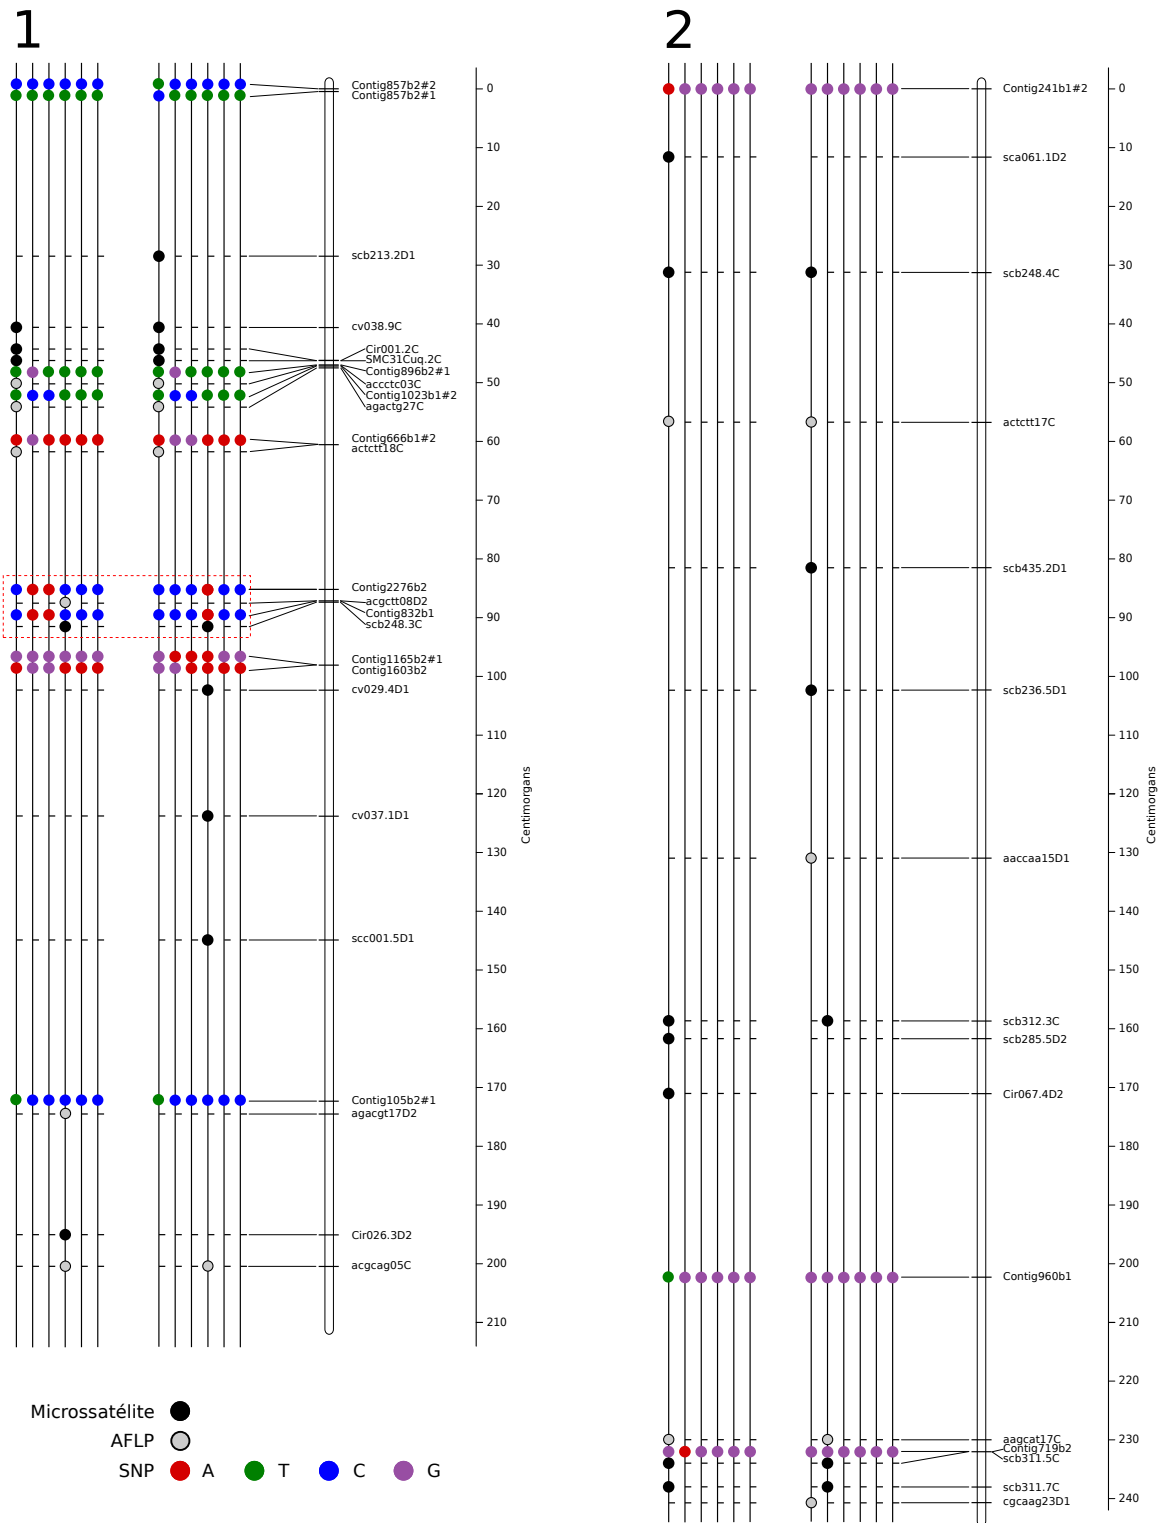 1
Contig857b2#2
Contig857b2#1
scb213.2D1
cv038.9C
Cir001.2C
SMC31Cuq.2C
Contig896b2#1
accctc03C
Contig1023b1#2
agactg27C
Contig666b1#2
actctt18C
Contig2276b2
acgctt08D2
Contig832b1
scb248.3C
Contig1165b2#1
Contig1603b2
cv029.4D1
cv037.1D1
scc001.5D1
Contig105b2#1
agacgt17D2
Cir026.3D2
acgcag05C
0
10
20
30
40
50
60
70
80
90
100
110
120
130
140
150
160
170
180
190
200
210
Centimorgans
2
Contig241b1#2
sca061.1D2
scb248.4C
actctt17C
scb435.2D1
scb236.5D1
aaccaa15D1
scb312.3C
scb285.5D2
Cir067.4D2
Contig960b1
aagcat17C
Contig719b2
scb311.5C
scb311.7C
cgcaag23D1
0
10
20
30
40
50
60
70
80
90
100
110
120
130
140
150
160
170
180
190
200
210
220
230
240
Centimorgans
Microssatélite
AFLP
SNP A T C G